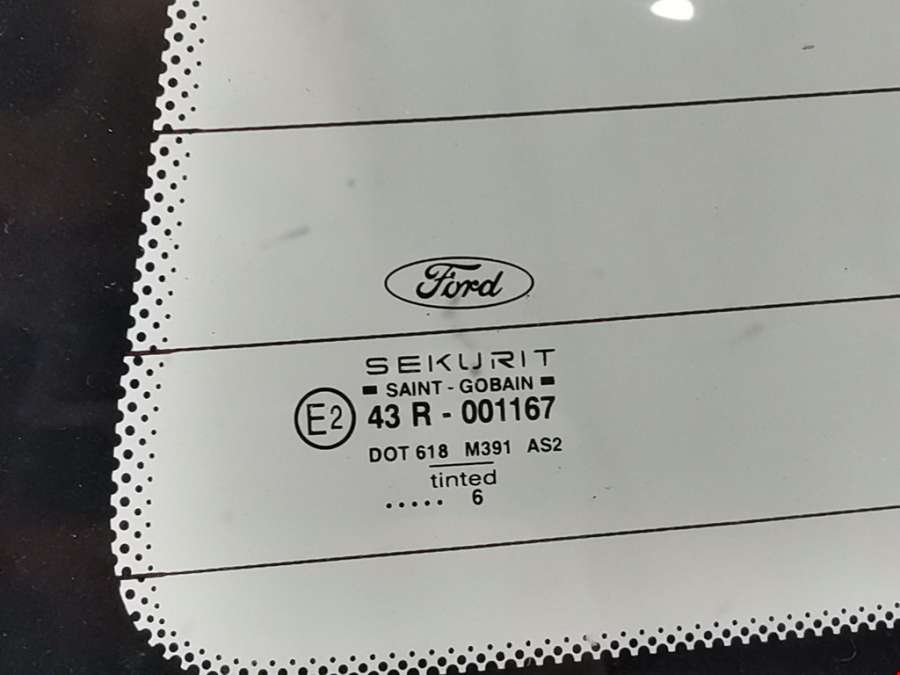 Ford
SEKURIT
SAINT - GOBAIN
E2 43 R - 001167
DOT 618 M391 AS2
tinted
..... 6